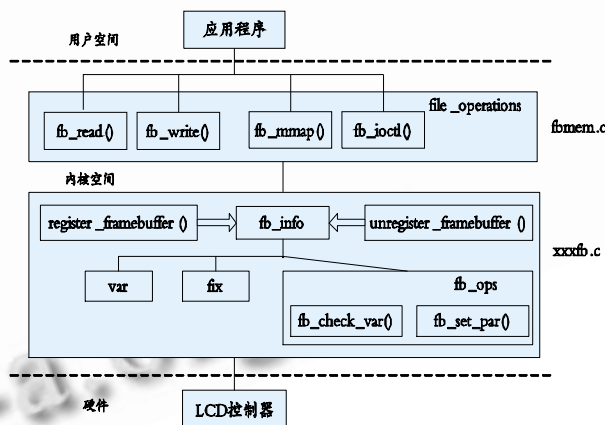 应用程序
用户空间
file_operations
fb_read()
fb_write()
fb_mmap()
fb_ioctl()
fbmem.c
内核空间
register_framebuffer()
fb_info
unregister_framebuffer()
xxxfb.c
var
fix
fb_ops
fb_check_var()
fb_set_par()
硬件
LCD控制器